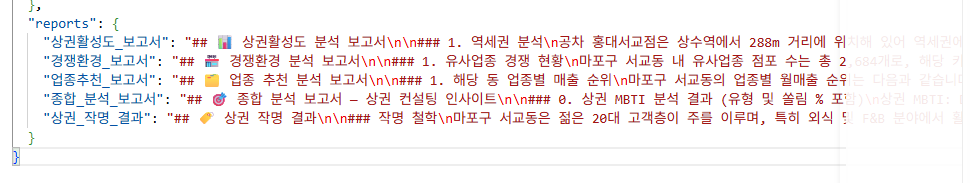 },
"reports": {
"상권활성도_보고서": "## 📊 상권활성도 분석 보고서\n\n### 1. 역세권 분석\n공차 홍대서교점은 상수역에서 288m 거리에 위치해 있어 역세권에
"경쟁환경_보고서": "## 🏪 경쟁환경 분석 보고서\n\n### 1. 유사업종 경쟁 현황\n마포구 서교동 내 유사업종 점포 수는 총 2,684개로, 해당
"업종추천_보고서": "## 🗂️ 업종 추천 분석 보고서\n\n### 1. 해당 동 업종별 매출 순위\n마포구 서교동의 업종별 월매출 순위는 다음과 같습니다
"종합_분석_보고서": "## 🎯 종합 분석 보고서 – 상권 컨설팅 인사이트\n\n### 0. 상권 MBTI 분석 결과 (유형 및 쏠림 % 포함)\n상권 MBTI:
"상권_작명_결과": "## 🏷️ 상권 작명 결과\n\n### 작명 철학\n마포구 서교동은 젊은 20대 고객층이 주를 이루며, 특히 외식 및 F&B 분야에서
}
}